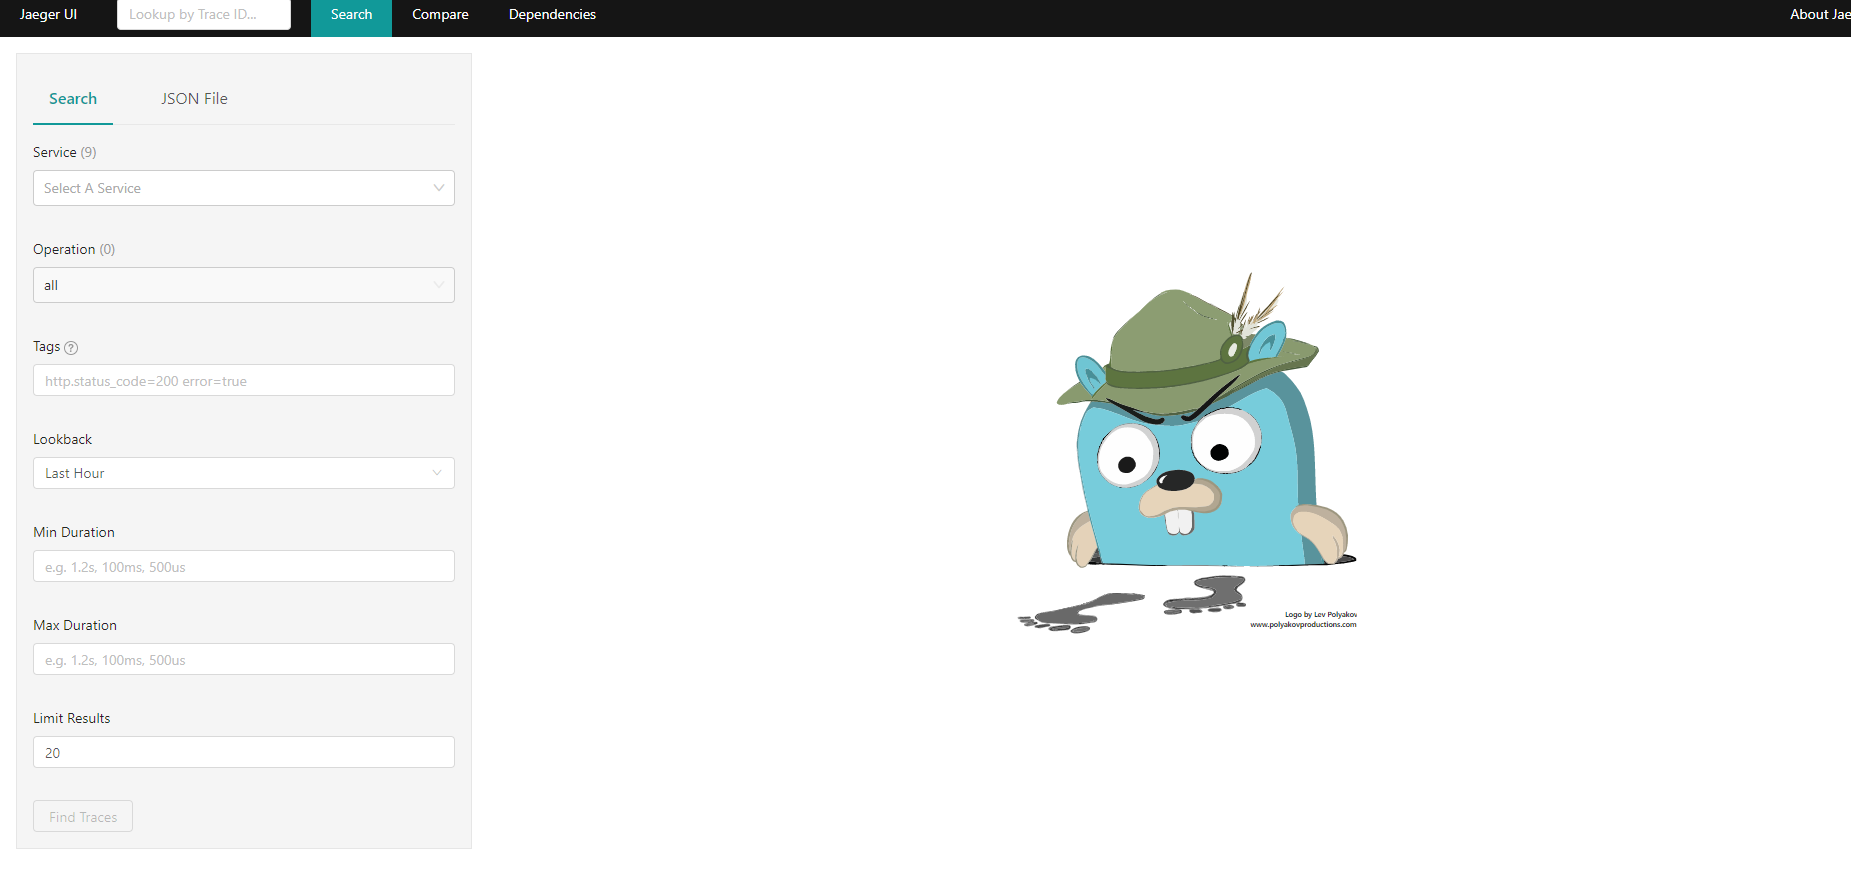 Jaeger UI Lookup by Trace ID... Search Compare Dependencies About Jae
Search JSON File
Service (9)
Select A Service
Operation (0)
all
Tags ?
http.status_code=200 error=true
Lookback
Last Hour
Min Duration
e.g. 1.2s, 100ms, 500us
Max Duration
e.g. 1.2s, 100ms, 500us
Limit Results
20
Find Traces
Logo by Lev Polyakov
www.polyakovproductions.com